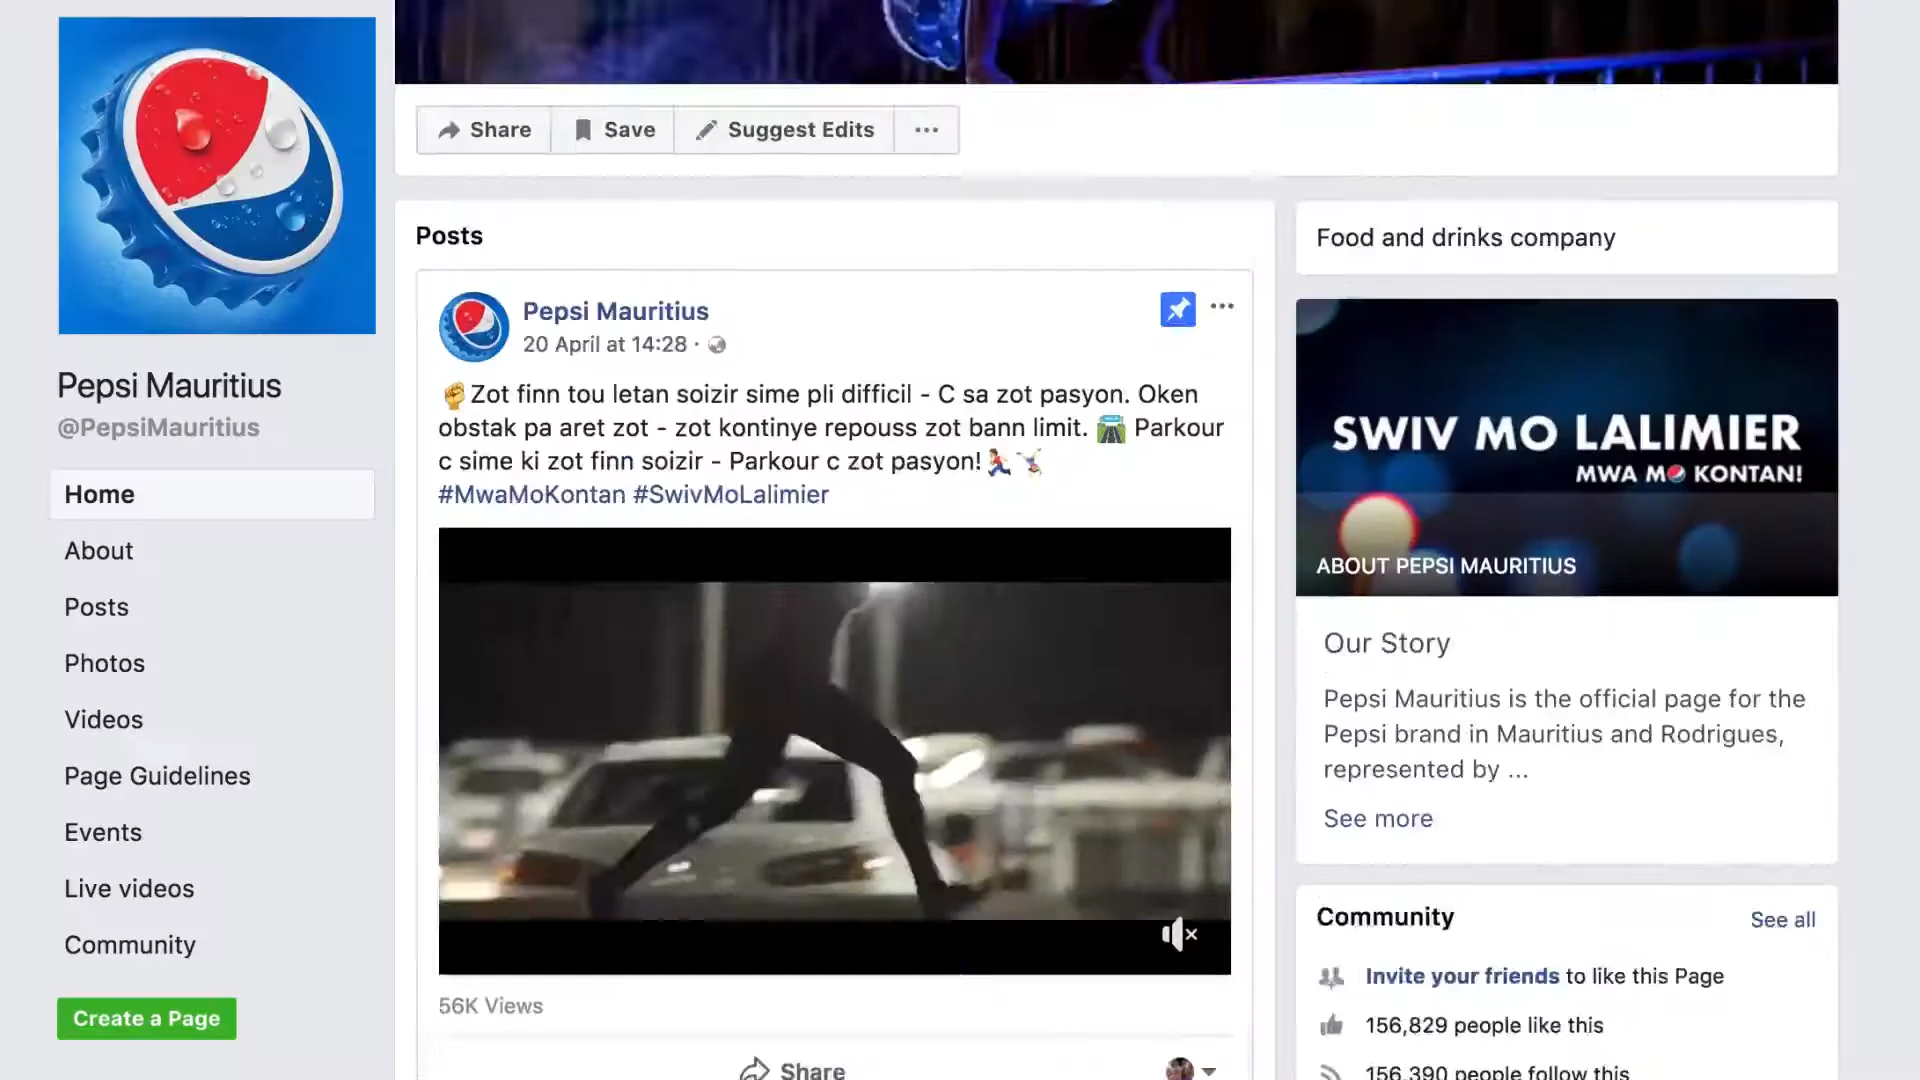 Pepsi Mauritius
@PepsiMauritius
Home
About
Posts
Photos
Videos
Page Guidelines
Events
Live videos
Community
Create a Page
Share
Save
Suggest Edits
Posts
Pepsi Mauritius
20 April at 14:28 ·
✊Zot finn tou letan soizir sime pli difficil - C sa zot pasyon. Oken
obstak pa aret zot - zot kontinye repouss zot bann limit. 🛣️ Parkour
c sime ki zot finn soizir - Parkour c zot pasyon!🏃🤸
#MwaMoKontan #SwivMoLalimier
56K Views
Share
Food and drinks company
SWIV MO LALIMIER
MWA MO KONTAN!
ABOUT PEPSI MAURITIUS
Our Story
Pepsi Mauritius is the official page for the
Pepsi brand in Mauritius and Rodrigues,
represented by ...
See more
Community
See all
Invite your friends to like this Page
156,829 people like this
156,390 people follow this